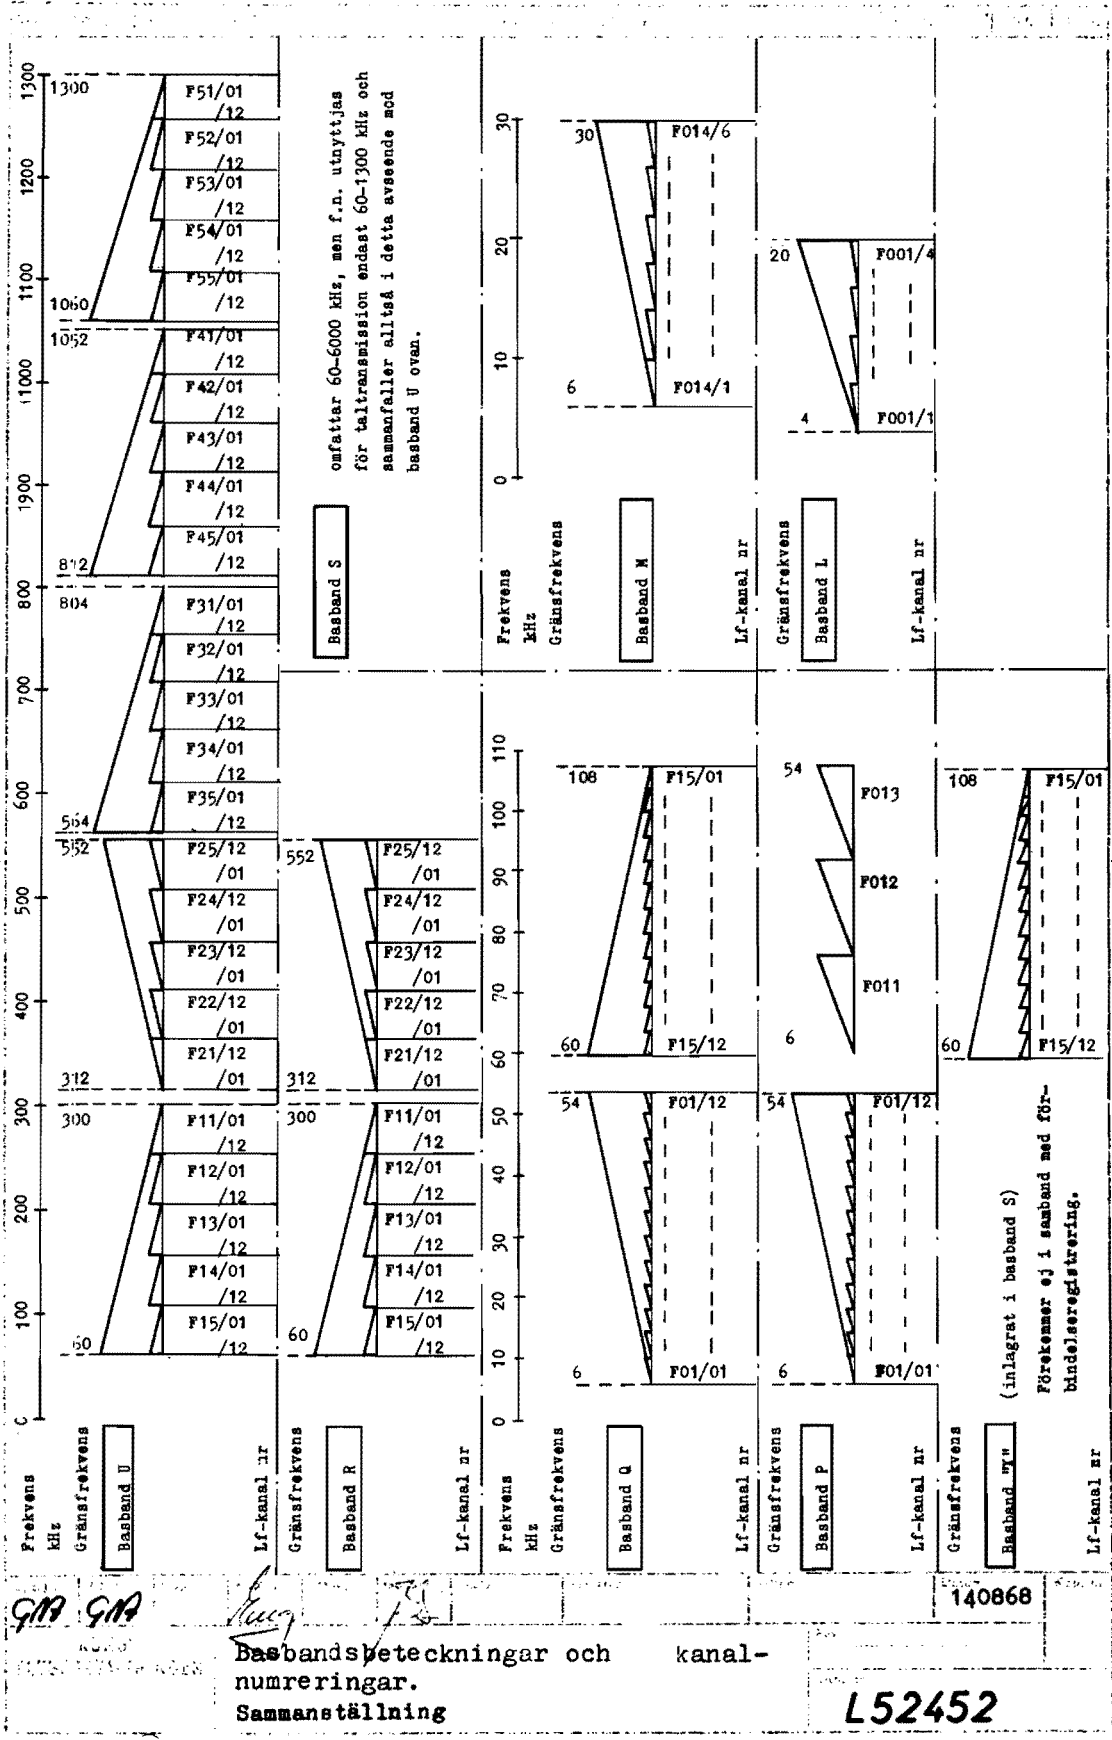 1300
1200
1100
1000
900
800
700
600
500
400
300
200
100
0
Frekvens
kHz
1300
1060
1052
812
804
564
552
312
300
60
Gränsfrekvens
Basband U
F51/01
/12
F52/01
/12
F53/01
/12
F54/01
/12
F55/01
/12
F41/01
/12
F42/01
/12
F43/01
/12
F44/01
/12
F45/01
/12
F31/01
/12
F32/01
/12
F33/01
/12
F34/01
/12
F35/01
/12
F25/12
/01
F24/12
/01
F23/12
/01
F22/12
/01
F21/12
/01
F11/01
/12
F12/01
/12
F13/01
/12
F14/01
/12
F15/01
/12
Lf-kanal nr
Basband S
omfattar 60-6000 kHz, men f.n. utnyttjas
för taltransmission endast 60-1300 kHz och
sammanfaller alltså i detta avseende med
basband U ovan.
552
312
300
60
Gränsfrekvens
Basband R
F25/12
/01
F24/12
/01
F23/12
/01
F22/12
/01
F21/12
/01
F11/01
/12
F12/01
/12
F13/01
/12
F14/01
/12
F15/01
/12
Lf-kanal nr
30
20
10
0
Frekvens
kHz
30
6
Gränsfrekvens
Basband M
F014/6
F014/1
Lf-kanal nr
20
4
Gränsfrekvens
Basband L
F001/4
F001/1
Lf-kanal nr
110
100
90
80
70
60
50
40
30
20
10
0
Frekvens
kHz
108
60
54
6
Gränsfrekvens
Basband Q
F15/01
F15/12
F01/12
F01/01
Lf-kanal nr
54
6
54
6
Gränsfrekvens
Basband P
F013
F012
F011
F01/12
F01/01
Lf-kanal nr
108
60
Gränsfrekvens
Basband "Y"
F15/01
F15/12
(inlagrat i basband S)
Förekommer ej i samband med för-
bindelseregistrering.
Lf-kanal nr
GNA GNA
140868
Basbandsbeteckningar och kanal-
numreringar.
Sammanställning
L52452